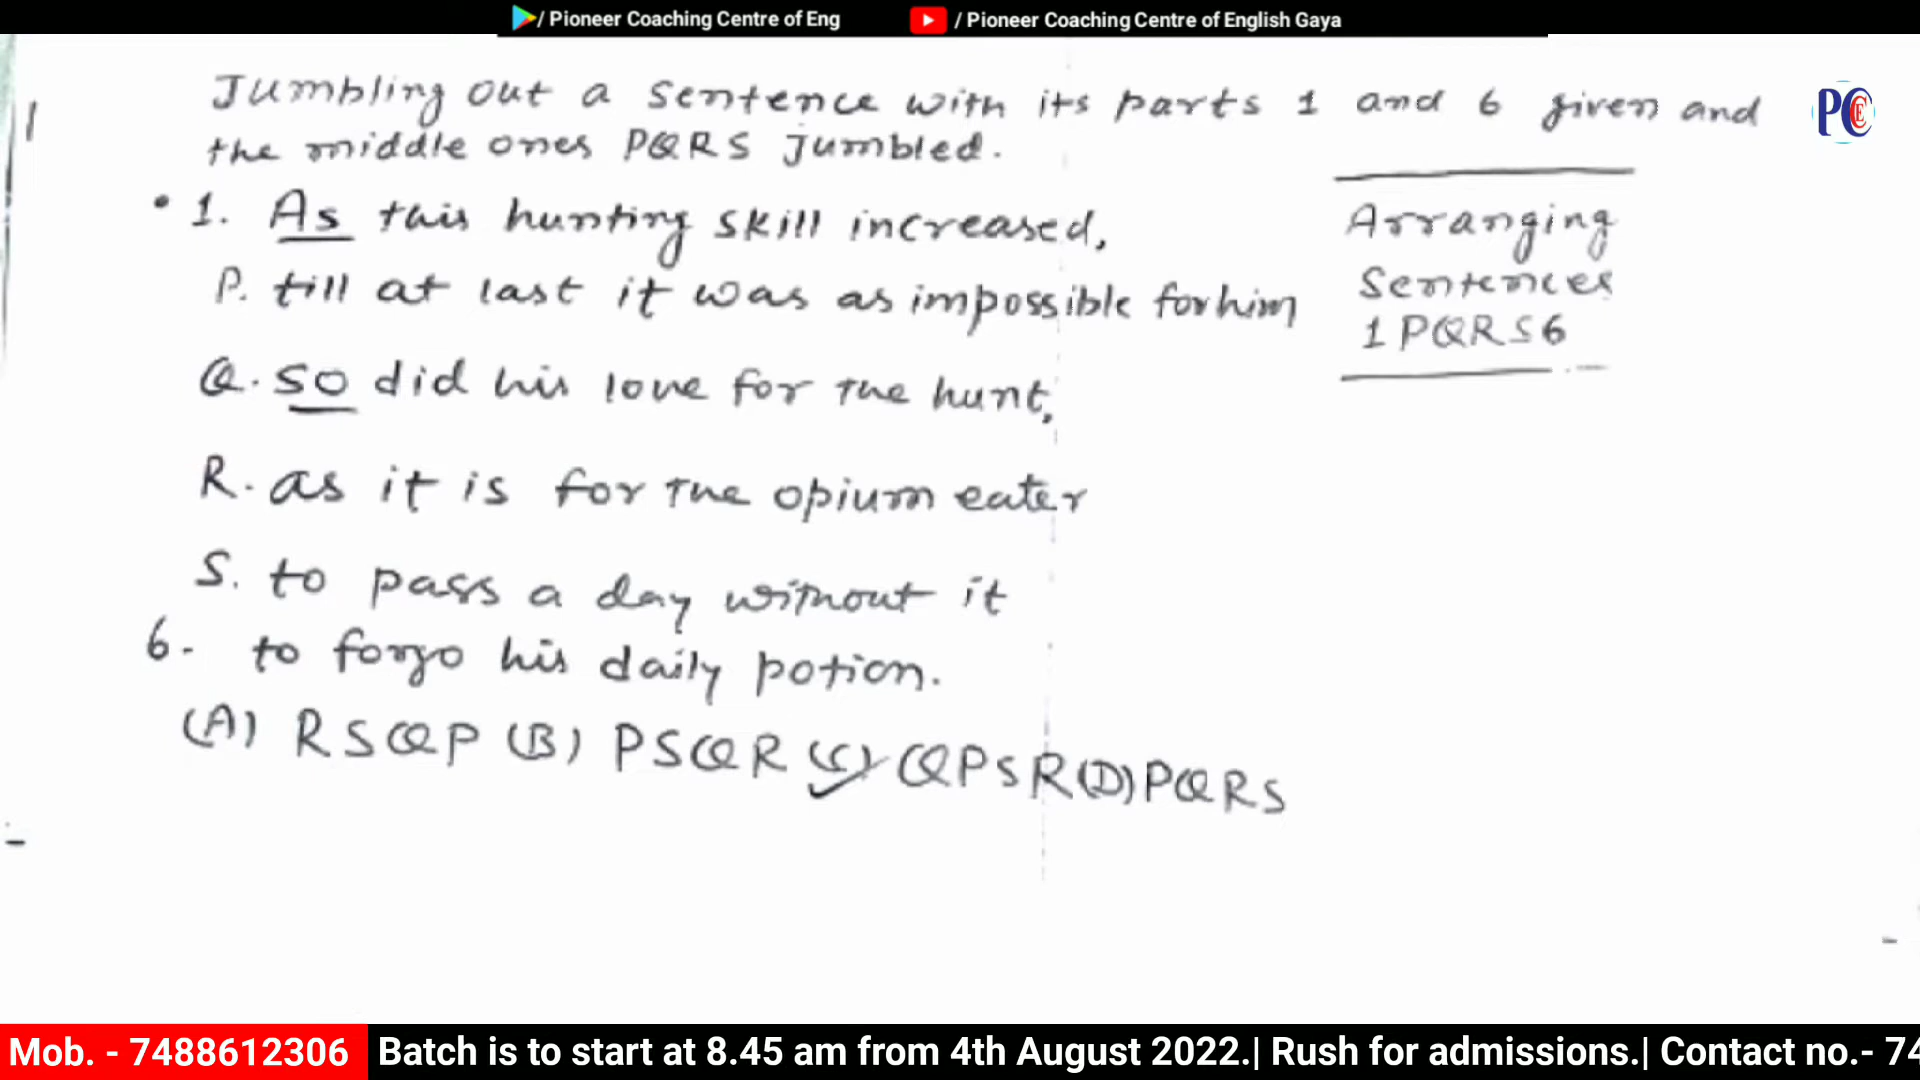 / Pioneer Coaching Centre of Eng
/ Pioneer Coaching Centre of English Gaya
Jumbling out a sentence with its parts 1 and 6 given and
the middle ones PQRS Jumbled.
PCE
Arranging
Sentences
1PQRS6
• 1. As this hunting skill increased,
P. till at last it was as impossible for him
Q. so did his love for the hunt,
R. as it is for the opium eater
S. to pass a day without it
6. to forgo his daily potion.
(A) RSQP (B) PSQR (C) QPSR (D) PQRS
Mob. - 7488612306 Batch is to start at 8.45 am from 4th August 2022.| Rush for admissions.| Contact no.- 74